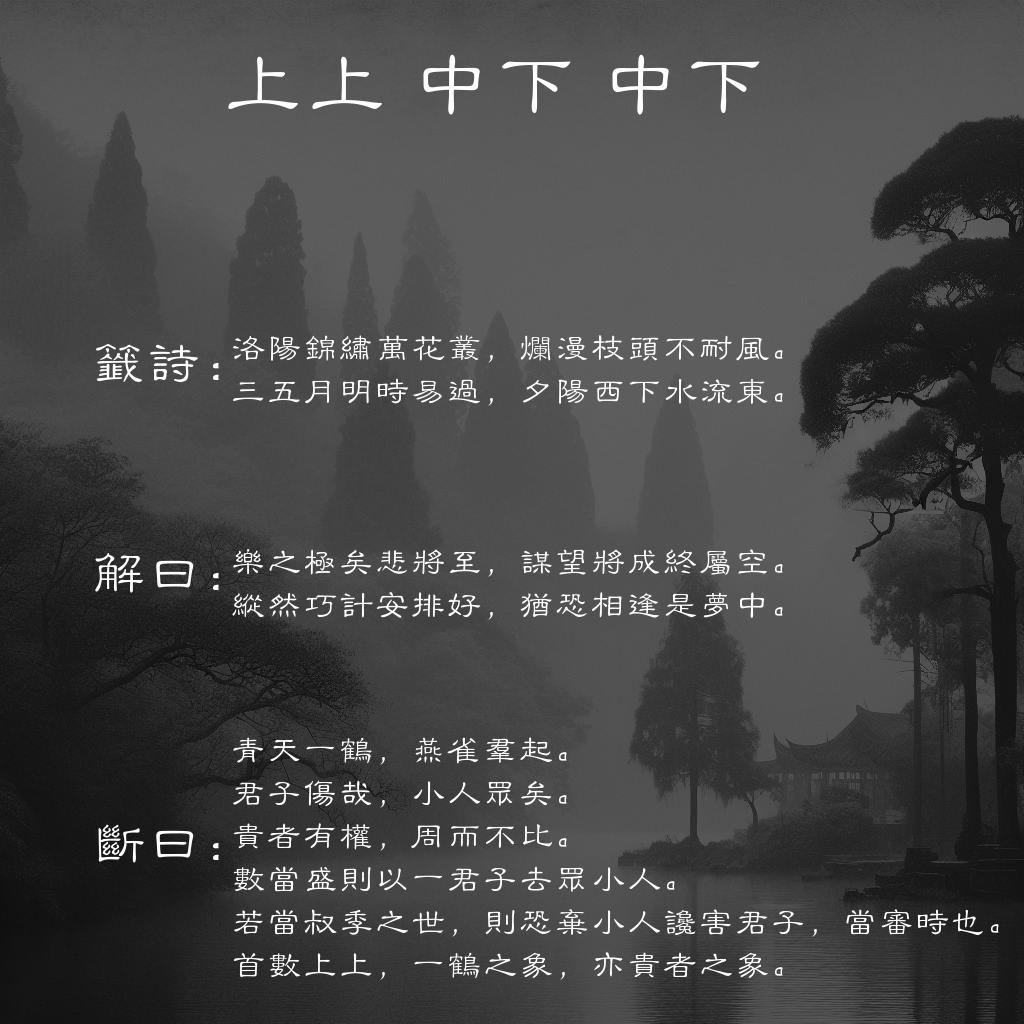 上上 中下 中下
籤詩:
洛陽錦繡萬花叢，爛漫枝頭不耐風。
三五月明時易過，夕陽西下水流東。
解曰:
樂之極矣悲將至，謀望將成終屬空。
縱然巧計安排好，猶恐相逢是夢中。
斷曰:
青天一鶴，燕雀羣起。
君子傷哉，小人眾矣。
貴者有權，周而不比。
數當盛則以一君子去眾小人。
若當叔季之世，則恐棄小人讒害君子，當審時也。
首數上上，一鶴之象，亦貴者之象。